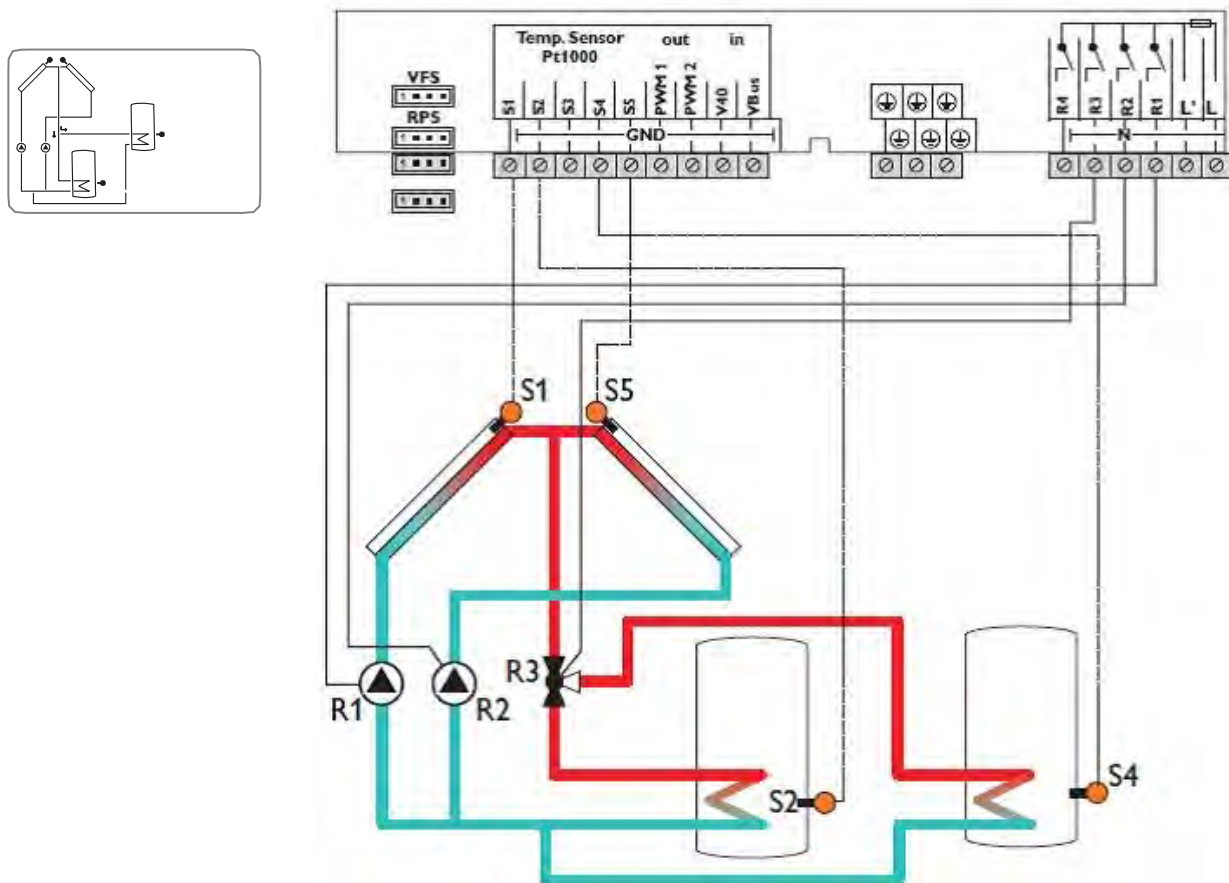 Temp. Sensor out in
Pt1000
VFS
RPS
S1 S2 S3 S4 S5 PWM 1 PWM 2 V40 VBus
GND
R4 R3 R2 R1 L' L
N
S1 S5
R3
R1 R2
S2 S4